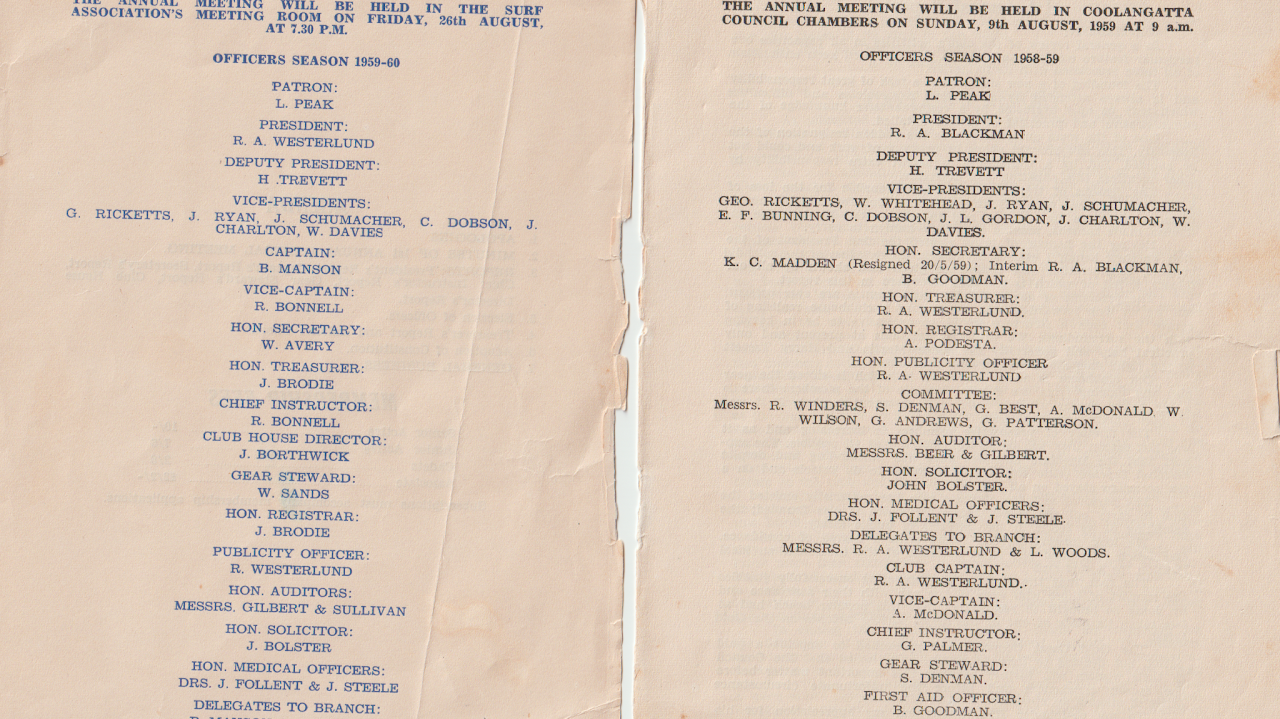 THE ANNUAL MEETING WILL BE HELD IN THE SURF
ASSOCIATION'S MEETING ROOM ON FRIDAY, 26th AUGUST,
AT 7.30 P.M.
OFFICERS SEASON 1959-60
PATRON:
L. PEAK
PRESIDENT:
R. A. WESTERLUND
DEPUTY PRESIDENT:
H .TREVETT
VICE-PRESIDENTS:
G. RICKETTS, J. RYAN, J. SCHUMACHER, C. DOBSON, J.
CHARLTON, W. DAVIES
CAPTAIN:
B. MANSON
VICE-CAPTAIN:
R. BONNELL
HON. SECRETARY:
W. AVERY
HON. TREASURER:
J. BRODIE
CHIEF INSTRUCTOR:
R. BONNELL
CLUB HOUSE DIRECTOR:
J. BORTHWICK
GEAR STEWARD:
W. SANDS
HON. REGISTRAR:
J. BRODIE
PUBLICITY OFFICER:
R. WESTERLUND
HON. AUDITORS:
MESSRS. GILBERT & SULLIVAN
HON. SOLICITOR:
J. BOLSTER
HON. MEDICAL OFFICERS:
DRS. J. FOLLENT & J. STEELE
DELEGATES TO BRANCH:
THE ANNUAL MEETING WILL BE HELD IN COOLANGATTA
COUNCIL CHAMBERS ON SUNDAY, 9th AUGUST, 1959 AT 9 a.m.
OFFICERS SEASON 1958-59
PATRON:
L. PEAK
PRESIDENT:
R. A. BLACKMAN
DEPUTY PRESIDENT:
H. TREVETT
VICE-PRESIDENTS:
GEO. RICKETTS, W. WHITEHEAD, J. RYAN, J. SCHUMACHER,
E. F. BUNNING, C. DOBSON, J. L. GORDON, J. CHARLTON, W.
DAVIES.
HON. SECRETARY:
K. C. MADDEN (Resigned 20/5/59); Interim R. A. BLACKMAN,
B. GOODMAN.
HON. TREASURER:
R. A. WESTERLUND.
HON. REGISTRAR:
A. PODESTA.
HON. PUBLICITY OFFICER
R. A. WESTERLUND
COMMITTEE:
Messrs. R. WINDERS, S. DENMAN, G. BEST, A. McDONALD W.
WILSON, G. ANDREWS, G. PATTERSON.
HON. AUDITOR:
MESSRS. BEER & GILBERT.
HON. SOLICITOR:
JOHN BOLSTER.
HON. MEDICAL OFFICERS:
DRS. J. FOLLENT & J. STEELE.
DELEGATES TO BRANCH:
MESSRS. R. A. WESTERLUND & L. WOODS.
CLUB CAPTAIN:
R. A. WESTERLUND.
VICE-CAPTAIN:
A. McDONALD.
CHIEF INSTRUCTOR:
G. PALMER.
GEAR STEWARD:
S. DENMAN.
FIRST AID OFFICER:
B. GOODMAN.